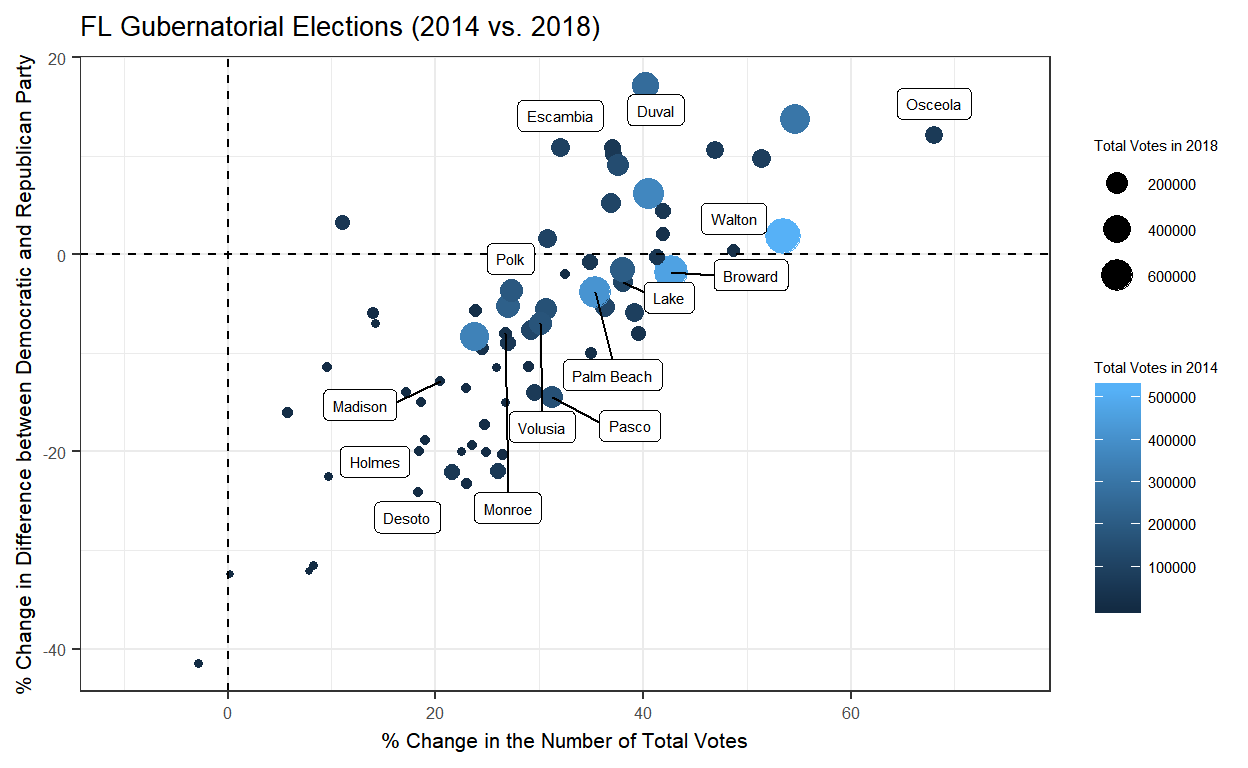 FL Gubernatorial Elections (2014 vs. 2018)
% Change in Difference between Democratic and Republican Party
20
0
-20
-40
Escambia
Duval
Osceola
Walton
Polk
Broward
Lake
Palm Beach
Madison
Volusia
Pasco
Holmes
Monroe
Desoto
0
20
40
60
% Change in the Number of Total Votes
Total Votes in 2018
200000
400000
600000
Total Votes in 2014
500000
400000
300000
200000
100000